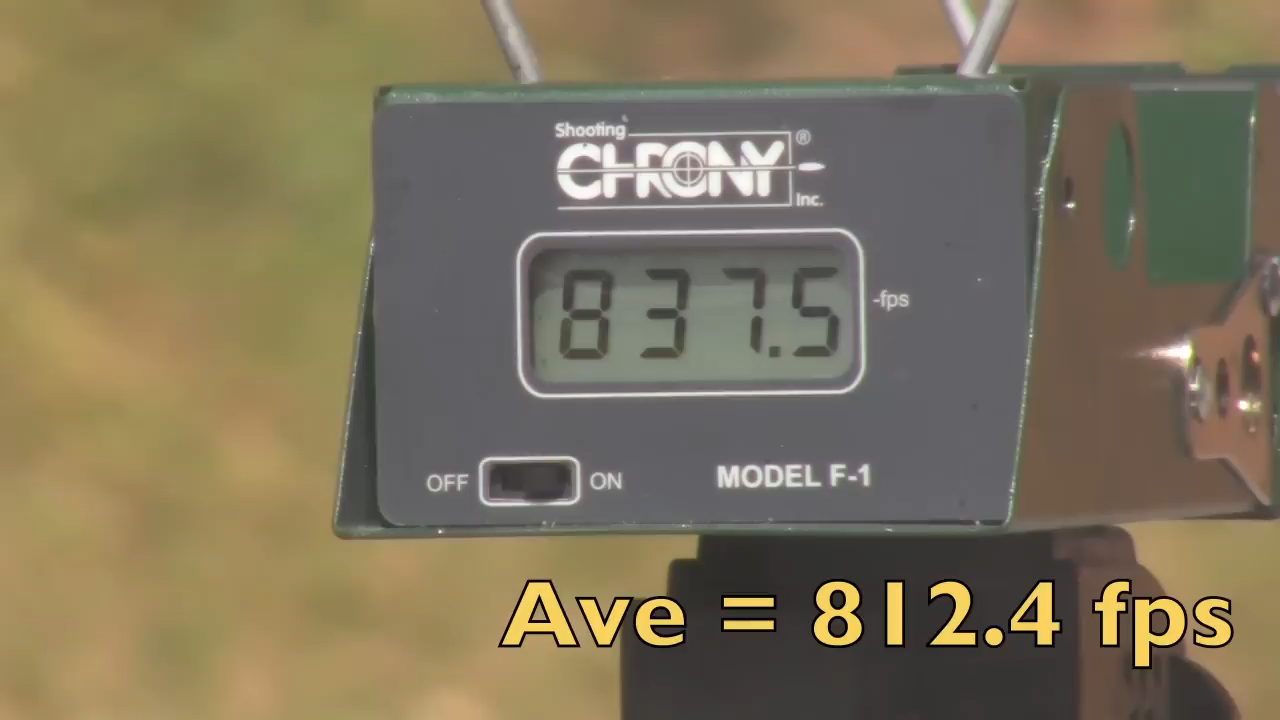 Shooting
CHRONY®
Inc.
837.5
-fps
OFF ON
MODEL F-1
Ave = 812.4 fps